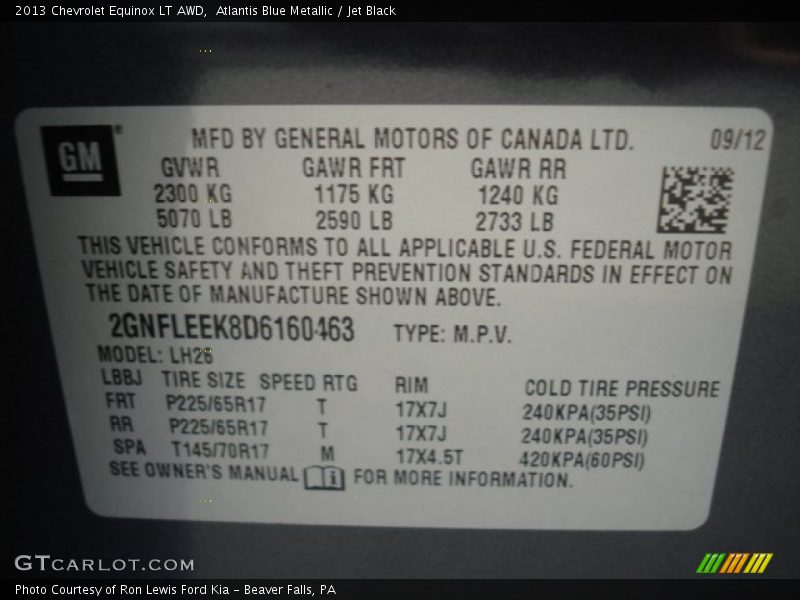 2013 Chevrolet Equinox LT AWD,  Atlantis Blue Metallic / Jet Black
GM
MFD BY GENERAL MOTORS OF CANADA LTD. 09/12
GVWR GAWR FRT GAWR RR
2300 KG 1175 KG 1240 KG
5070 LB 2590 LB 2733 LB
THIS VEHICLE CONFORMS TO ALL APPLICABLE U.S. FEDERAL MOTOR
VEHICLE SAFETY AND THEFT PREVENTION STANDARDS IN EFFECT ON
THE DATE OF MANUFACTURE SHOWN ABOVE.
2GNFLEEK8D6160463 TYPE: M.P.V.
MODEL: LH26
LBBJ TIRE SIZE SPEED RTG RIM COLD TIRE PRESSURE
FRT P225/65R17 T 17X7J 240KPA(35PSI)
RR P225/65R17 T 17X7J 240KPA(35PSI)
SPA T145/70R17 M 17X4.5T 420KPA(60PSI)
SEE OWNER'S MANUAL i FOR MORE INFORMATION.
GTCARLOT.COM
Photo Courtesy of Ron Lewis Ford Kia - Beaver Falls, PA